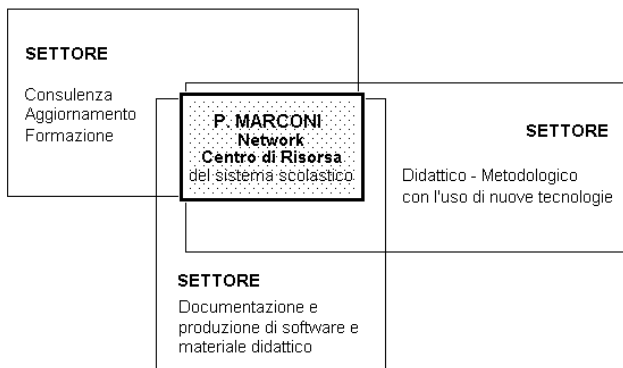 SETTORE
Consulenza
Aggiornamento
Formazione
P. MARCONI
Network
Centro di Risorsa
del sistema scolastico
SETTORE
Didattico - Metodologico
con l'uso di nuove tecnologie
SETTORE
Documentazione e
produzione di software e
materiale didattico